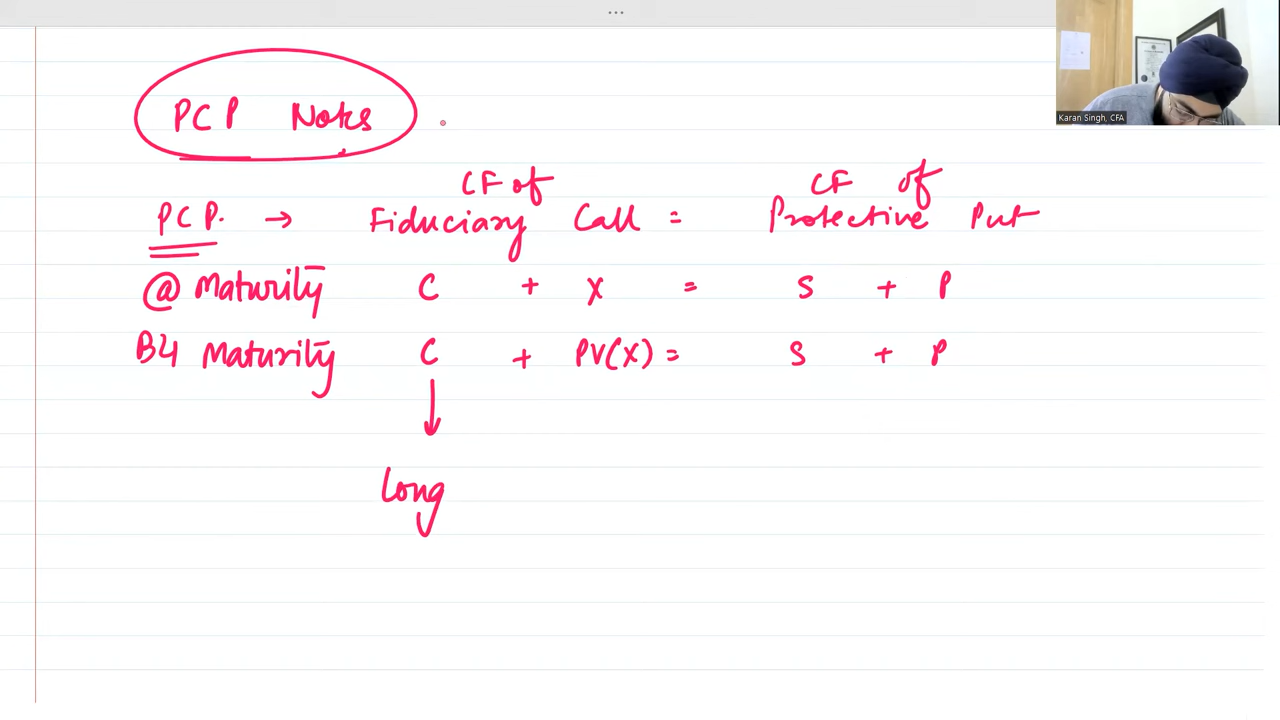 PCP Notes
Karan Singh, CFA
CF of CF of
PCP. → Fiduciary Call = Protective Put
@ Maturity C + X = S + P
B4 Maturity C + PV(X) = S + P
Long